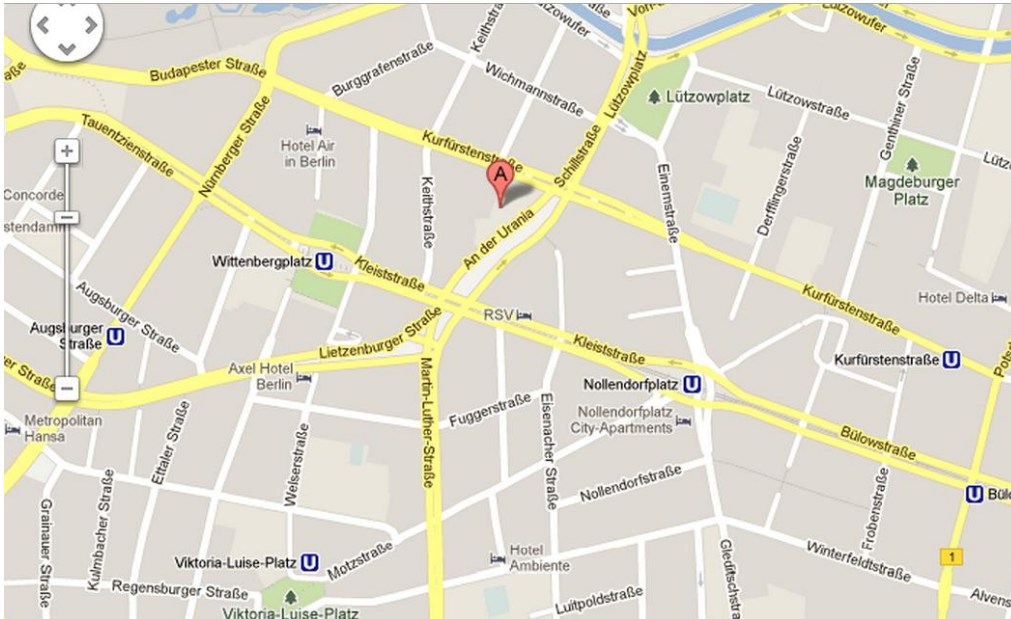 Lützowufer
Lützowufer
Keithstraße
Budapester Straße
Burggrafenstraße
Wichmannstraße
Lützowplatz
Lützowplatz
Lützowstraße
Genthiner Straße
Tauentzienstraße
Nürnberger Straße
Hotel Air
in Berlin
Kurfürstenstraße
Schillstraße
A
Keithstraße
Einemstraße
Derfflingerstraße
Magdeburger
Platz
Concorde
An der Urania
Wittenbergplatz U
Kleiststraße
Kurfürstenstraße
Hotel Delta
Augsburger Straße
Augsburger
Straße U
RSV
Lietzenburger Straße
Kleiststraße
Kurfürstenstraße U
Axel Hotel
Berlin
Martin-Luther-Straße
Nollendorfplatz U
Metropolitan
Hansa
Fuggerstraße
Eisenacher Straße
Nollendorfplatz
City-Apartments
Bülowstraße
Ettaler Straße
Welserstraße
Nollendorfstraße
U
Grainauer Straße
Kulmbacher Straße
Frobenstraße
Viktoria-Luise-Platz U
Motzstraße
Hotel
Ambiente
Winterfeldtstraße
1
Regensburger Straße
Viktoria-Luise-Platz
Luitpoldstraße